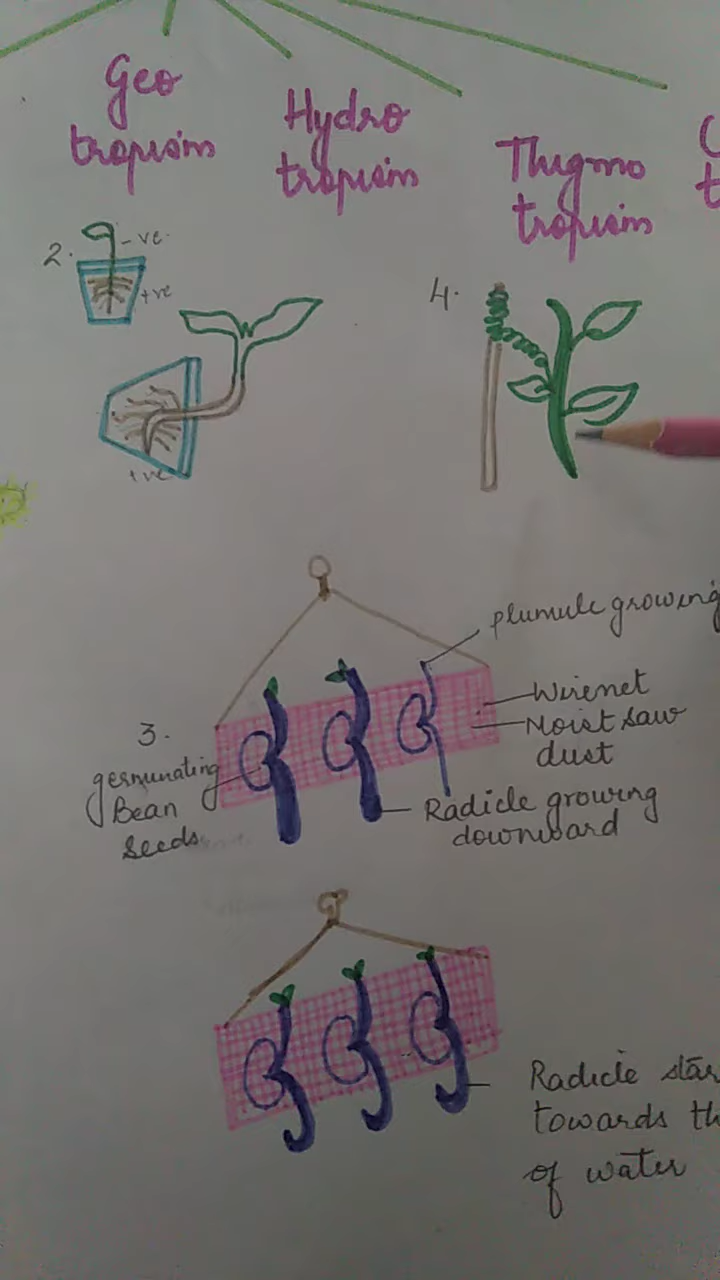 Geo
tropism
Hydro
tropism
Thigmo
tropism
2.
-ve
+ve
+ve
4.
plumule growing
Wirenet
Moist saw
dust
3.
germinating
Bean
Seeds
Radicle growing
downward
Radicle
towards
of water